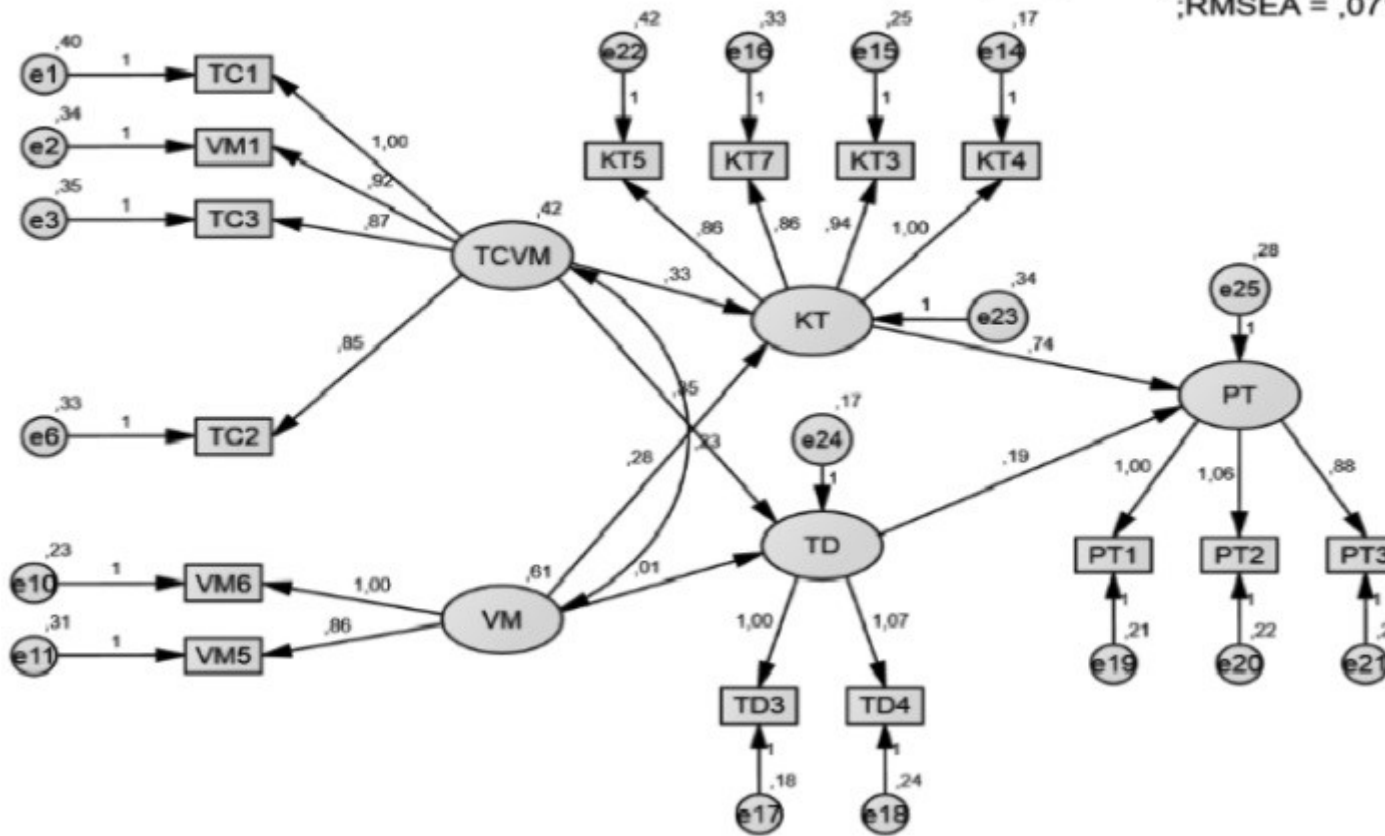 ;RMSEA = ,07
,40
e1
1
TC1
,34
e2
1
VM1
,35
e3
1
TC3
1,00
,92
,87
,42
TCVM
,85
,33
e6
1
TC2
,42
e22
1
KT5
,33
e16
1
KT7
,25
e15
1
KT3
,17
e14
1
KT4
,86
,86
,94
1,00
,33
KT
1
,34
e23
,74
,28
e25
1
PT
,35
,23
,28
,17
e24
1
TD
,19
,01
,23
e10
1
VM6
,31
e11
1
VM5
1,00
,86
,61
VM
1,00
1,07
TD3
TD4
1
1
,18
e17
,24
e18
1,00
1,06
,88
PT1
PT2
PT3
1
1
1
,21
e19
,22
e20
e21